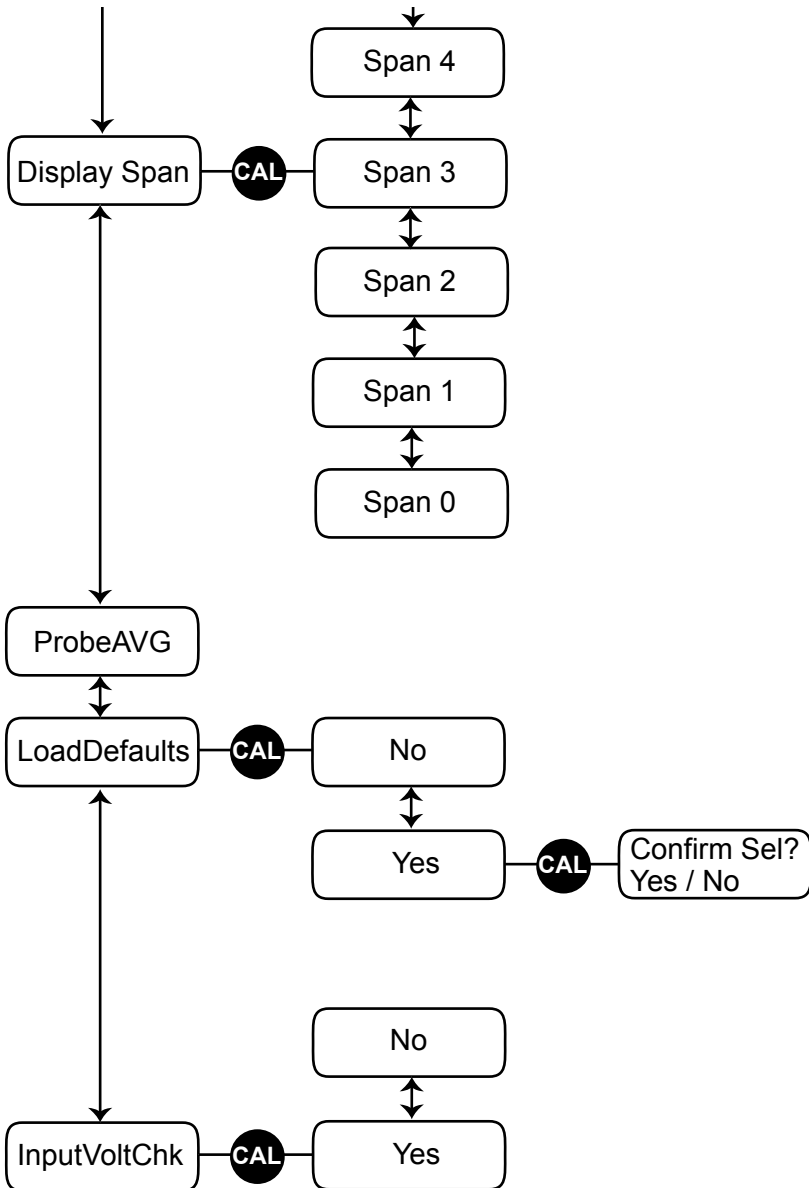 Span 4
Display Span
CAL
Span 3
Span 2
Span 1
Span 0
ProbeAVG
LoadDefaults
CAL
No
Yes
CAL
Confirm Sel?
Yes / No
No
InputVoltChk
CAL
Yes